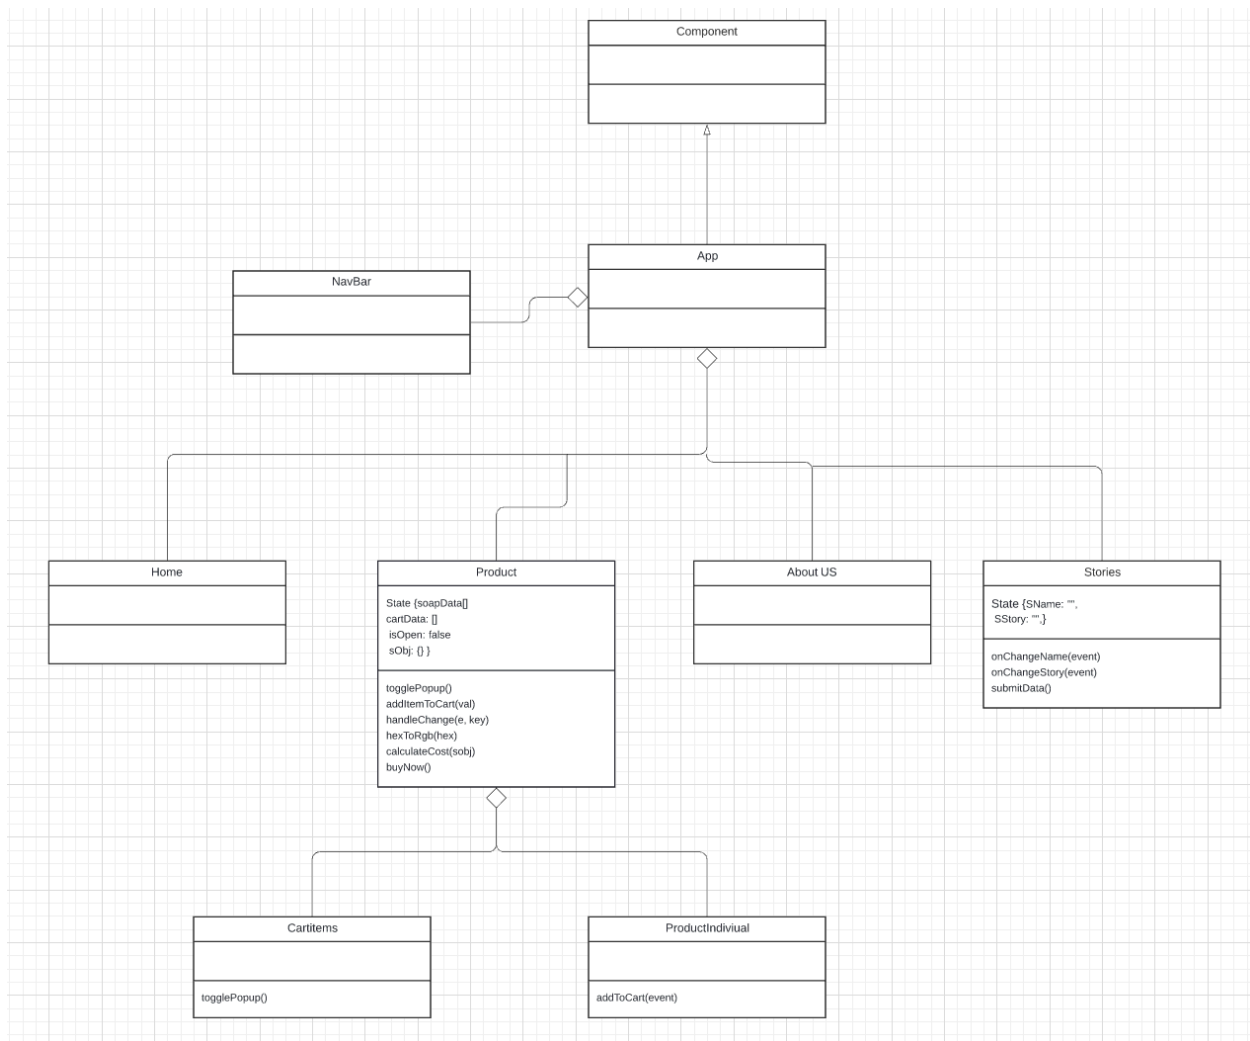 Component
App
NavBar
Home
Product
State {soapData[]
cartData: []
isOpen: false
sObj: {} }
togglePopup()
addItemToCart(val)
handleChange(e, key)
hexToRgb(hex)
calculateCost(sobj)
buyNow()
About US
Stories
State {SName: "",
SStory: "",}
onChangeName(event)
onChangeStory(event)
submitData()
Cartitems
togglePopup()
ProductIndiviual
addToCart(event)